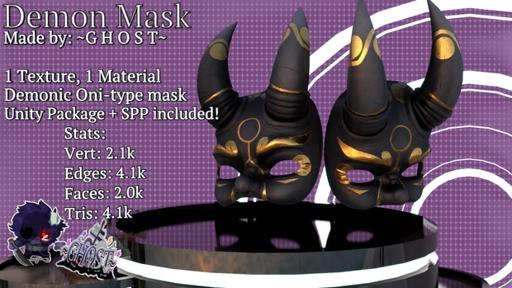 Demon Mask
Made by: ~G H O S T~
1 Texture, 1 Material
Demonic Oni-type mask
Unity Package + SPP included!
Stats:
Vert: 2.1k
Edges: 4.1k
Faces: 2.0k
Tris: 4.1k
GHOST